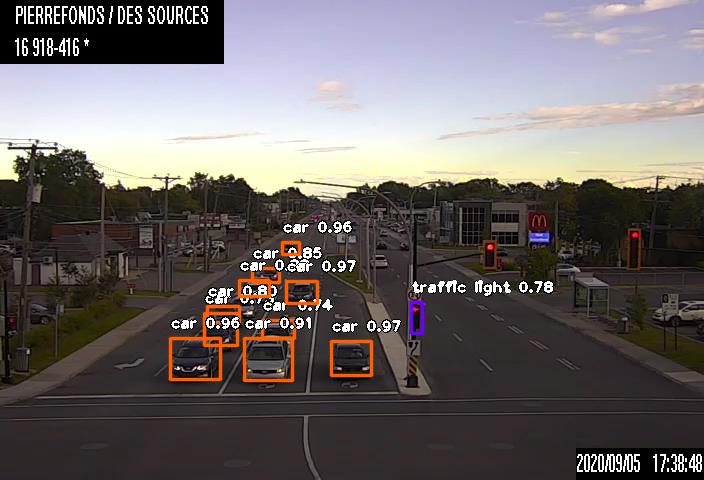 PIERREFONDS / DES SOURCES
16 918-416 *
car 0.96
car 0.85
car 0.97
traffic light 0.78
car 0.80
0.74
car 0.96
car 0.91
car 0.97
2020/09/05 17:38:48